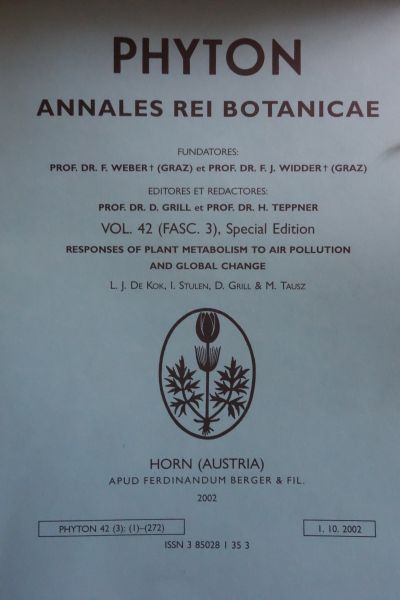 PHYTON
ANNALES REI BOTANICAE
FUNDATORES:
PROF. DR. F. WEBER† (GRAZ) et PROF. DR. F. J. WIDDER† (GRAZ)
EDITORES ET REDACTORES:
PROF. DR. D. GRILL et PROF. DR. H. TEPPNER
VOL. 42 (FASC. 3), Special Edition
RESPONSES OF PLANT METABOLISM TO AIR POLLUTION
AND GLOBAL CHANGE
L. J. DE KOK, I. STULEN, D. GRILL & M. TAUSZ
HORN (AUSTRIA)
APUD FERDINANDUM BERGER & FIL.
2002
PHYTON 42 (3): (1)–(272)
1. 10. 2002
ISSN 3 85028 1 35 3